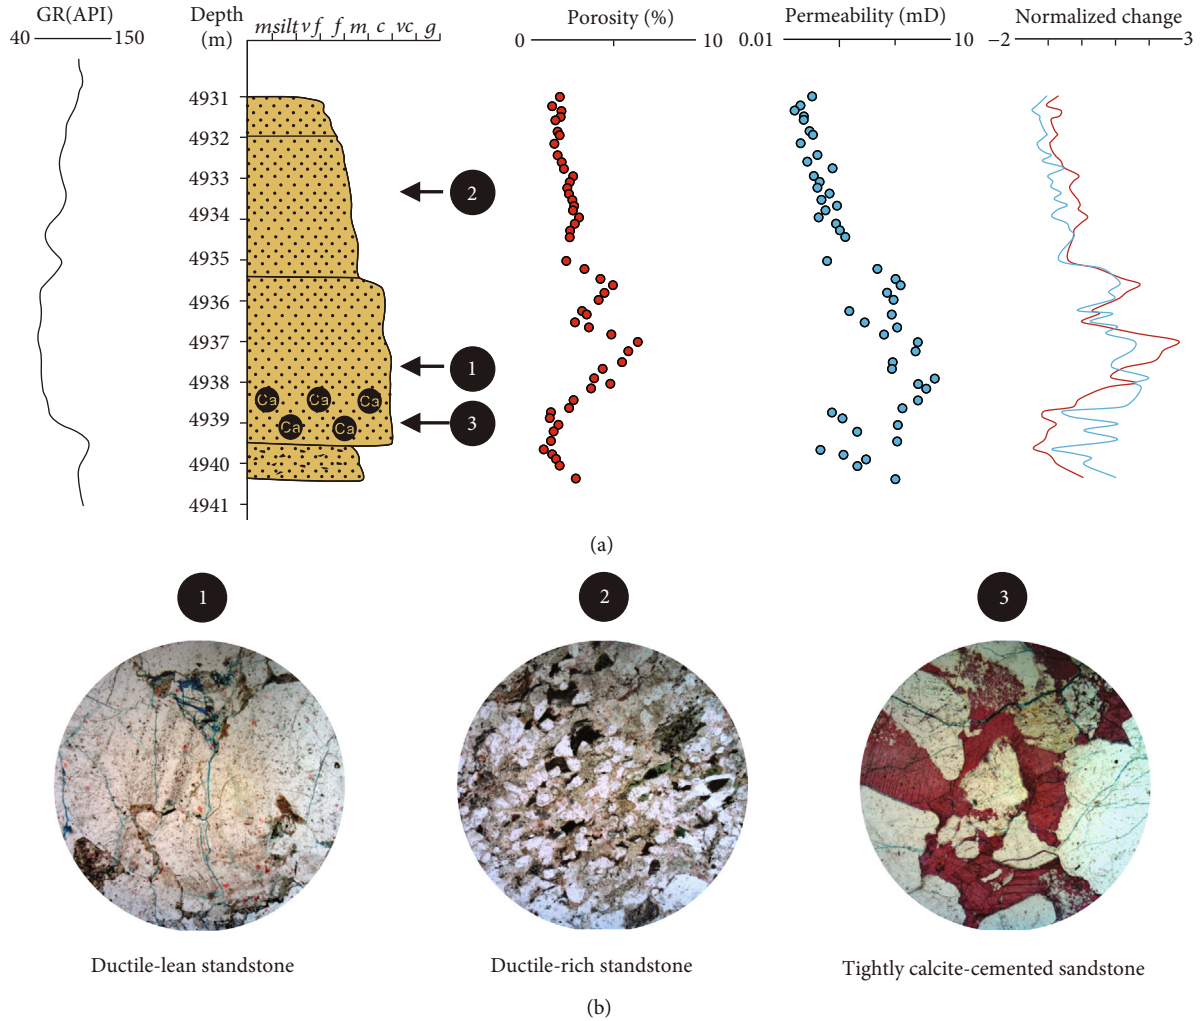 GR(API)
40 150
Depth
(m)
msilt vf f m c vc g
Porosity (%)
0 10
Permeability (mD)
0.01 10
Normalized change
−2 3
4931
4932
4933
4934
4935
4936
4937
4938
4939
4940
4941
2
1
3
Ca Ca Ca
Ca Ca
(a)
1 2 3
Ductile-lean standstone
Ductile-rich standstone
Tightly calcite-cemented sandstone
(b)